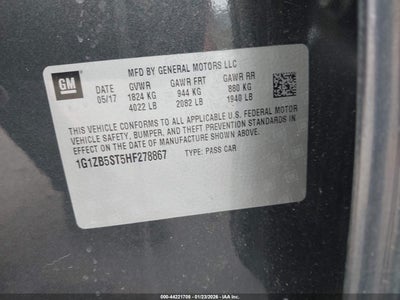 GM
MFD BY GENERAL MOTORS LLC
DATE GVWR GAWR FRT GAWR RR
05/17 1824 KG 944 KG 880 KG
4022 LB 2082 LB 1940 LB
THIS VEHICLE CONFORMS TO ALL APPLICABLE U.S. FEDERAL MOTOR
VEHICLE SAFETY, BUMPER, AND THEFT PREVENTION STANDARDS IN
EFFECT ON THE DATE OF MANUFACTURE SHOWN ABOVE.
1G1ZB5ST5HF278867 TYPE: PASS CAR
000-44221706 - 01/23/2026 - IAA Inc.